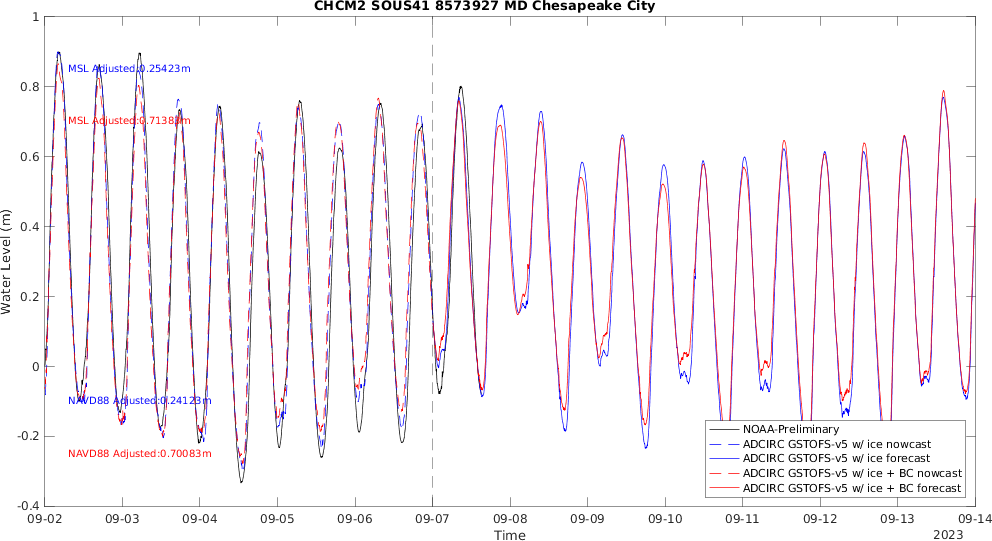 CHCM2 SOUS41 8573927 MD Chesapeake City
Water Level (m)
1
0.8
0.6
0.4
0.2
0
-0.2
-0.4
MSL Adjusted:0.25423m
MSL Adjusted:0.7138
NAVD88 Adjusted:0.24123m
NAVD88 Adjusted:0.70083m
NOAA-Preliminary
ADCIRC GSTOFS-v5 w/ ice nowcast
ADCIRC GSTOFS-v5 w/ ice forecast
ADCIRC GSTOFS-v5 w/ ice + BC nowcast
ADCIRC GSTOFS-v5 w/ ice + BC forecast
09-02 09-03 09-04 09-05 09-06 09-07 09-08 09-09 09-10 09-11 09-12 09-13 09-14
Time
2023